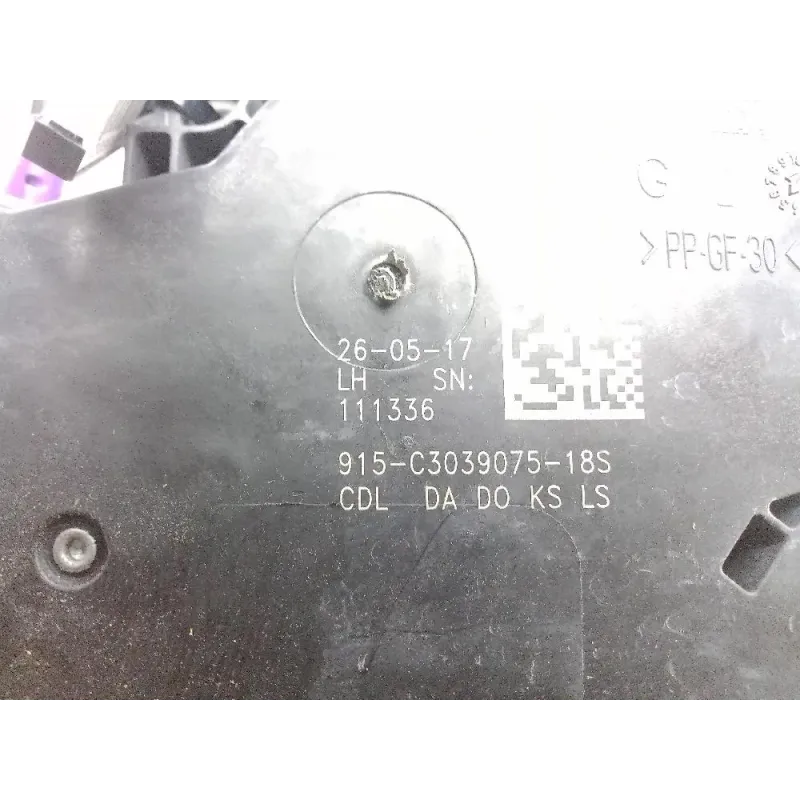 G
>PP-GF-30<
26-05-17
LH SN:
111336
915-C3039075-18S
CDL DA DO KS LS